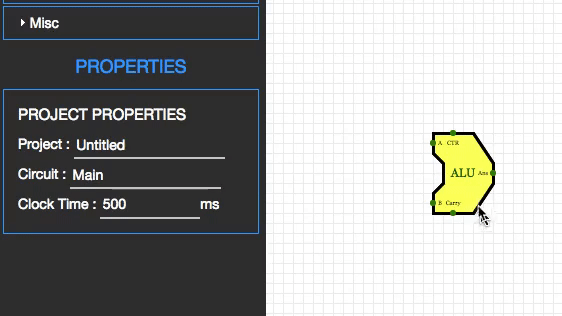 Misc
PROPERTIES
PROJECT PROPERTIES
Project : Untitled
Circuit : Main
Clock Time : 500 ms
A CTR
ALU Ans
B Carry